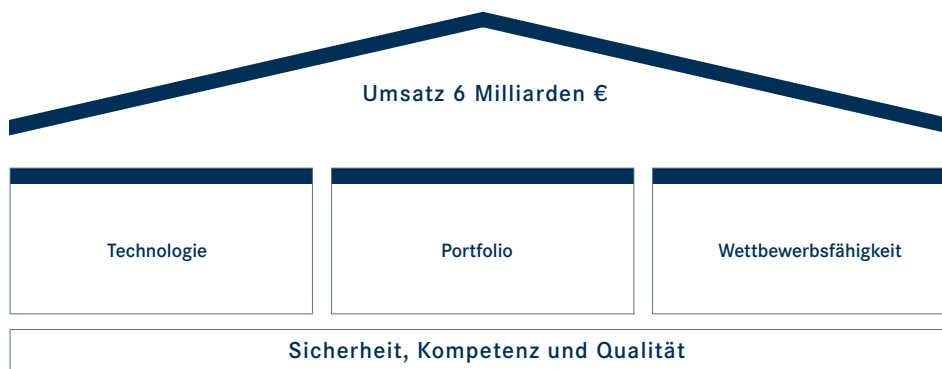 Umsatz 6 Milliarden €
Technologie
Portfolio
Wettbewerbsfähigkeit
Sicherheit, Kompetenz und Qualität